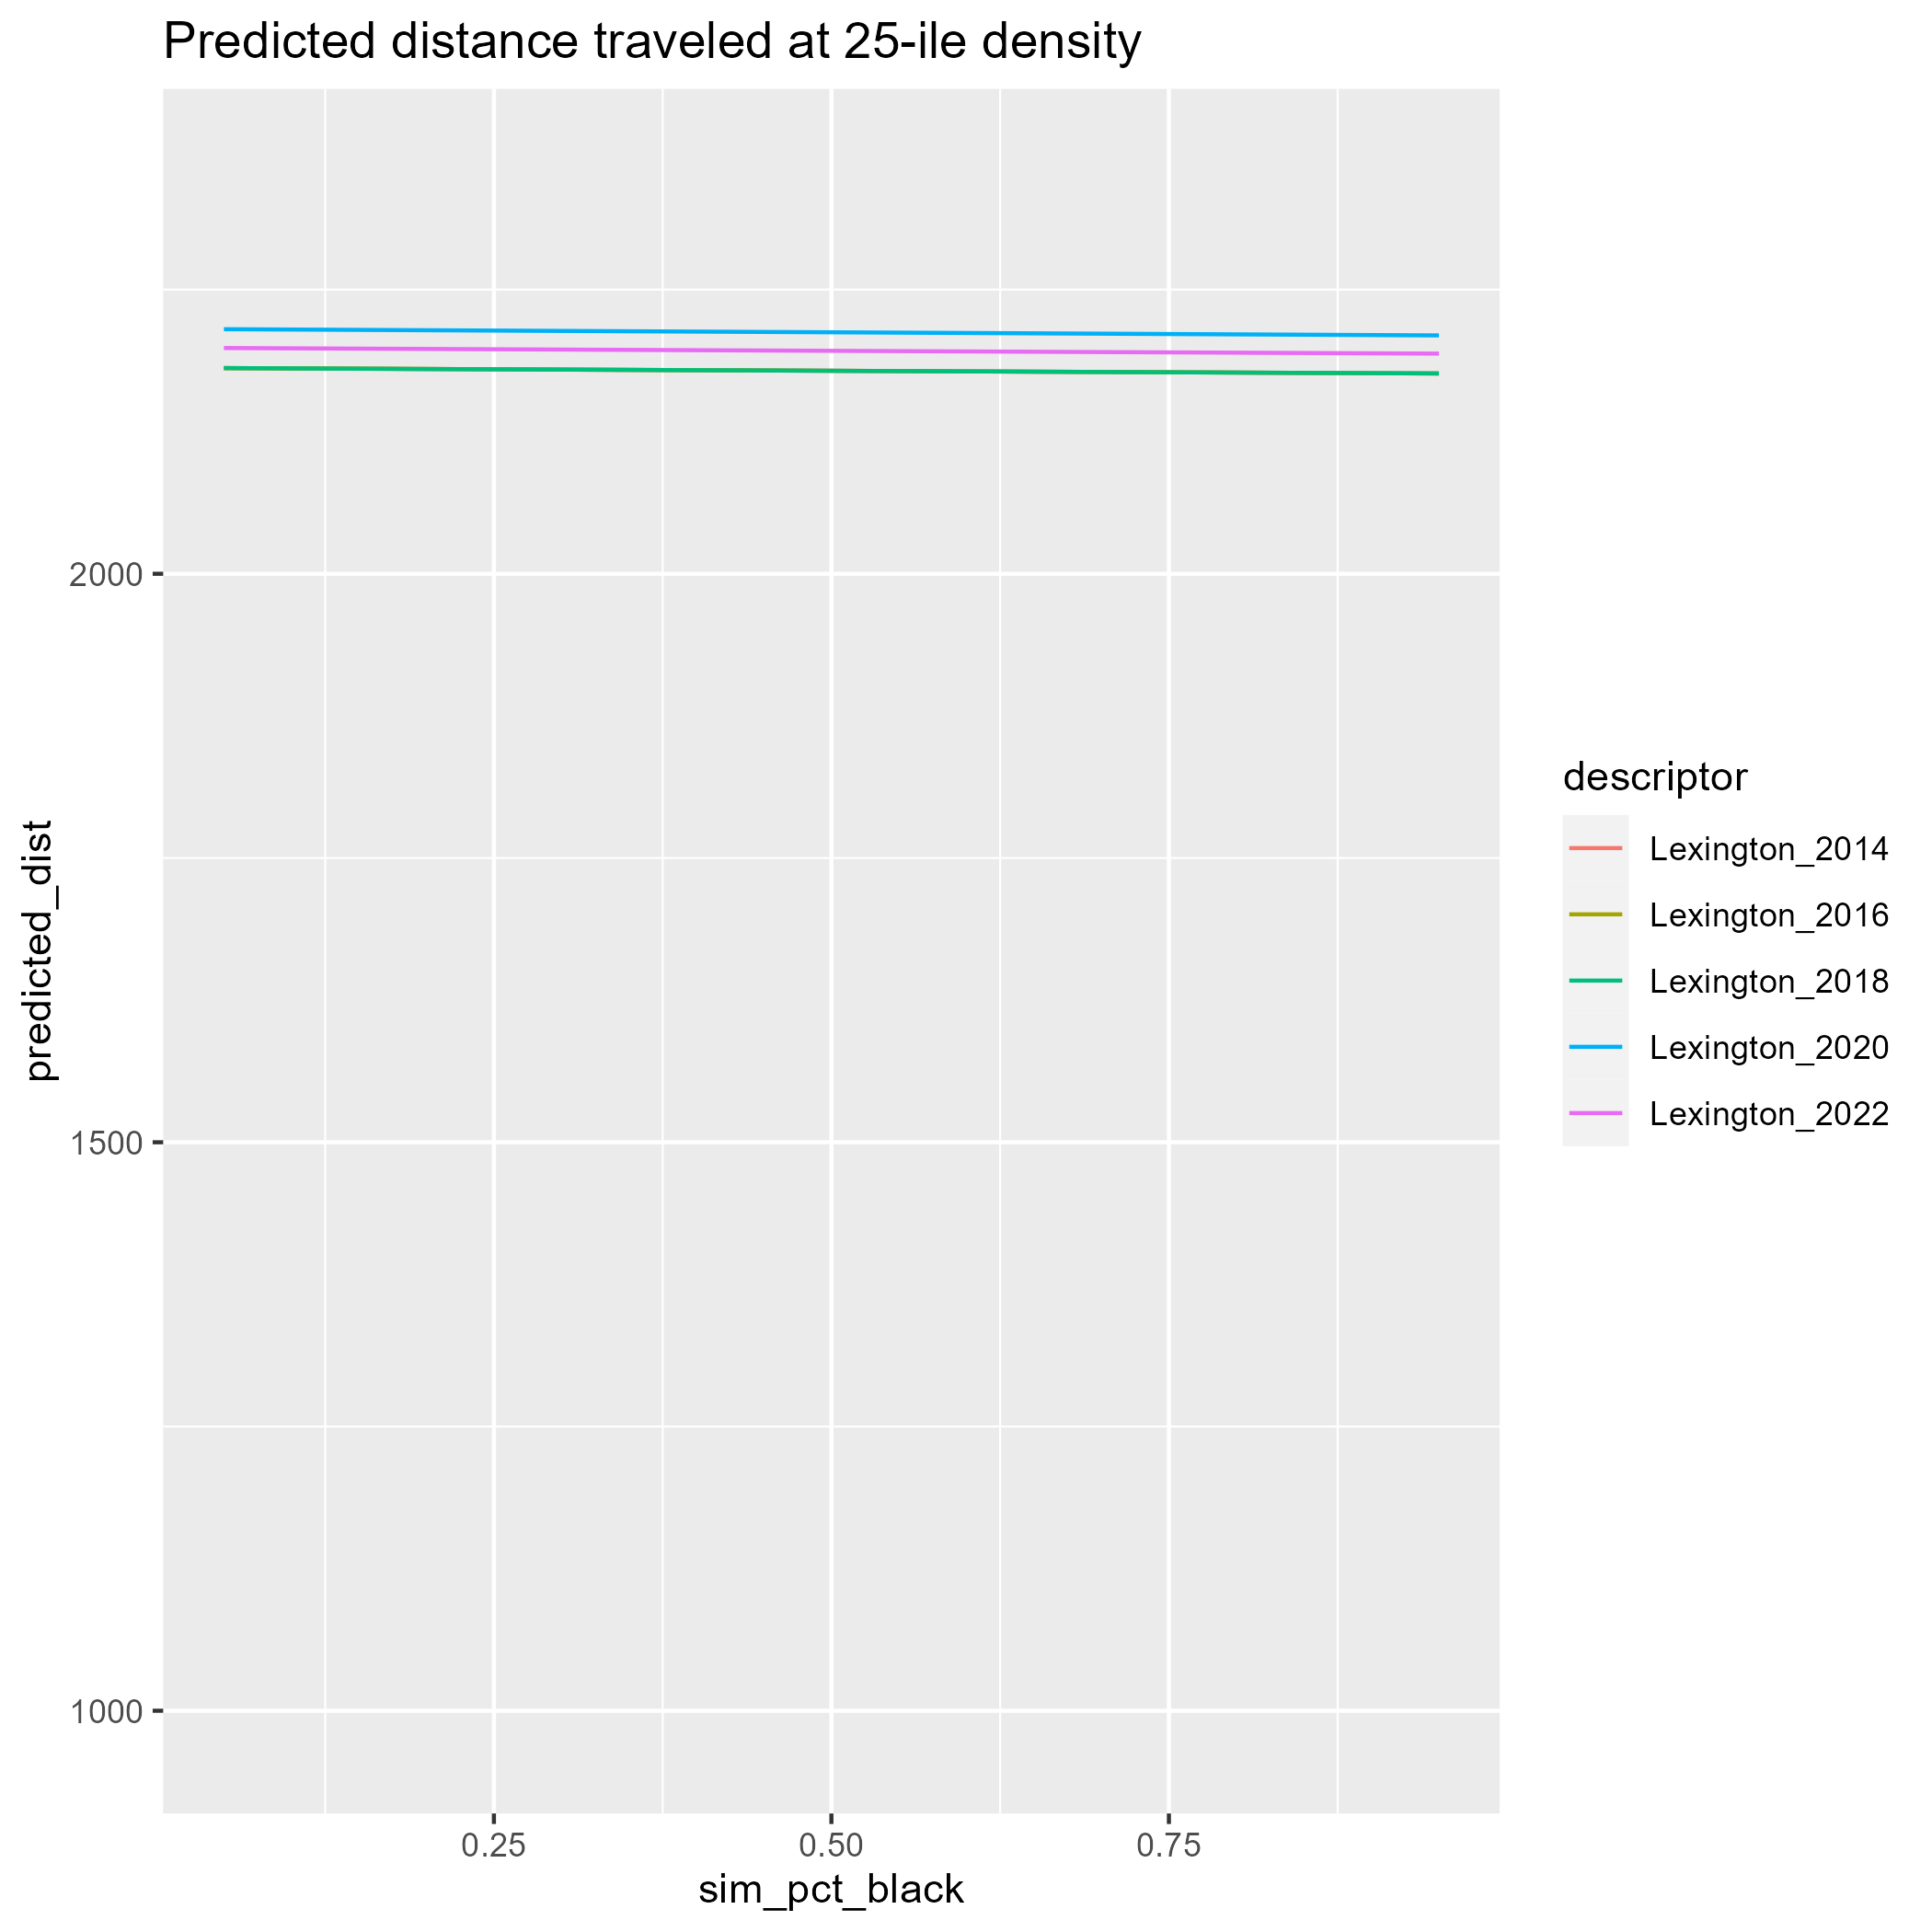 Predicted distance traveled at 25-ile density
predicted_dist
2000
1500
1000
0.25
0.50
0.75
sim_pct_black
descriptor
Lexington_2014
Lexington_2016
Lexington_2018
Lexington_2020
Lexington_2022